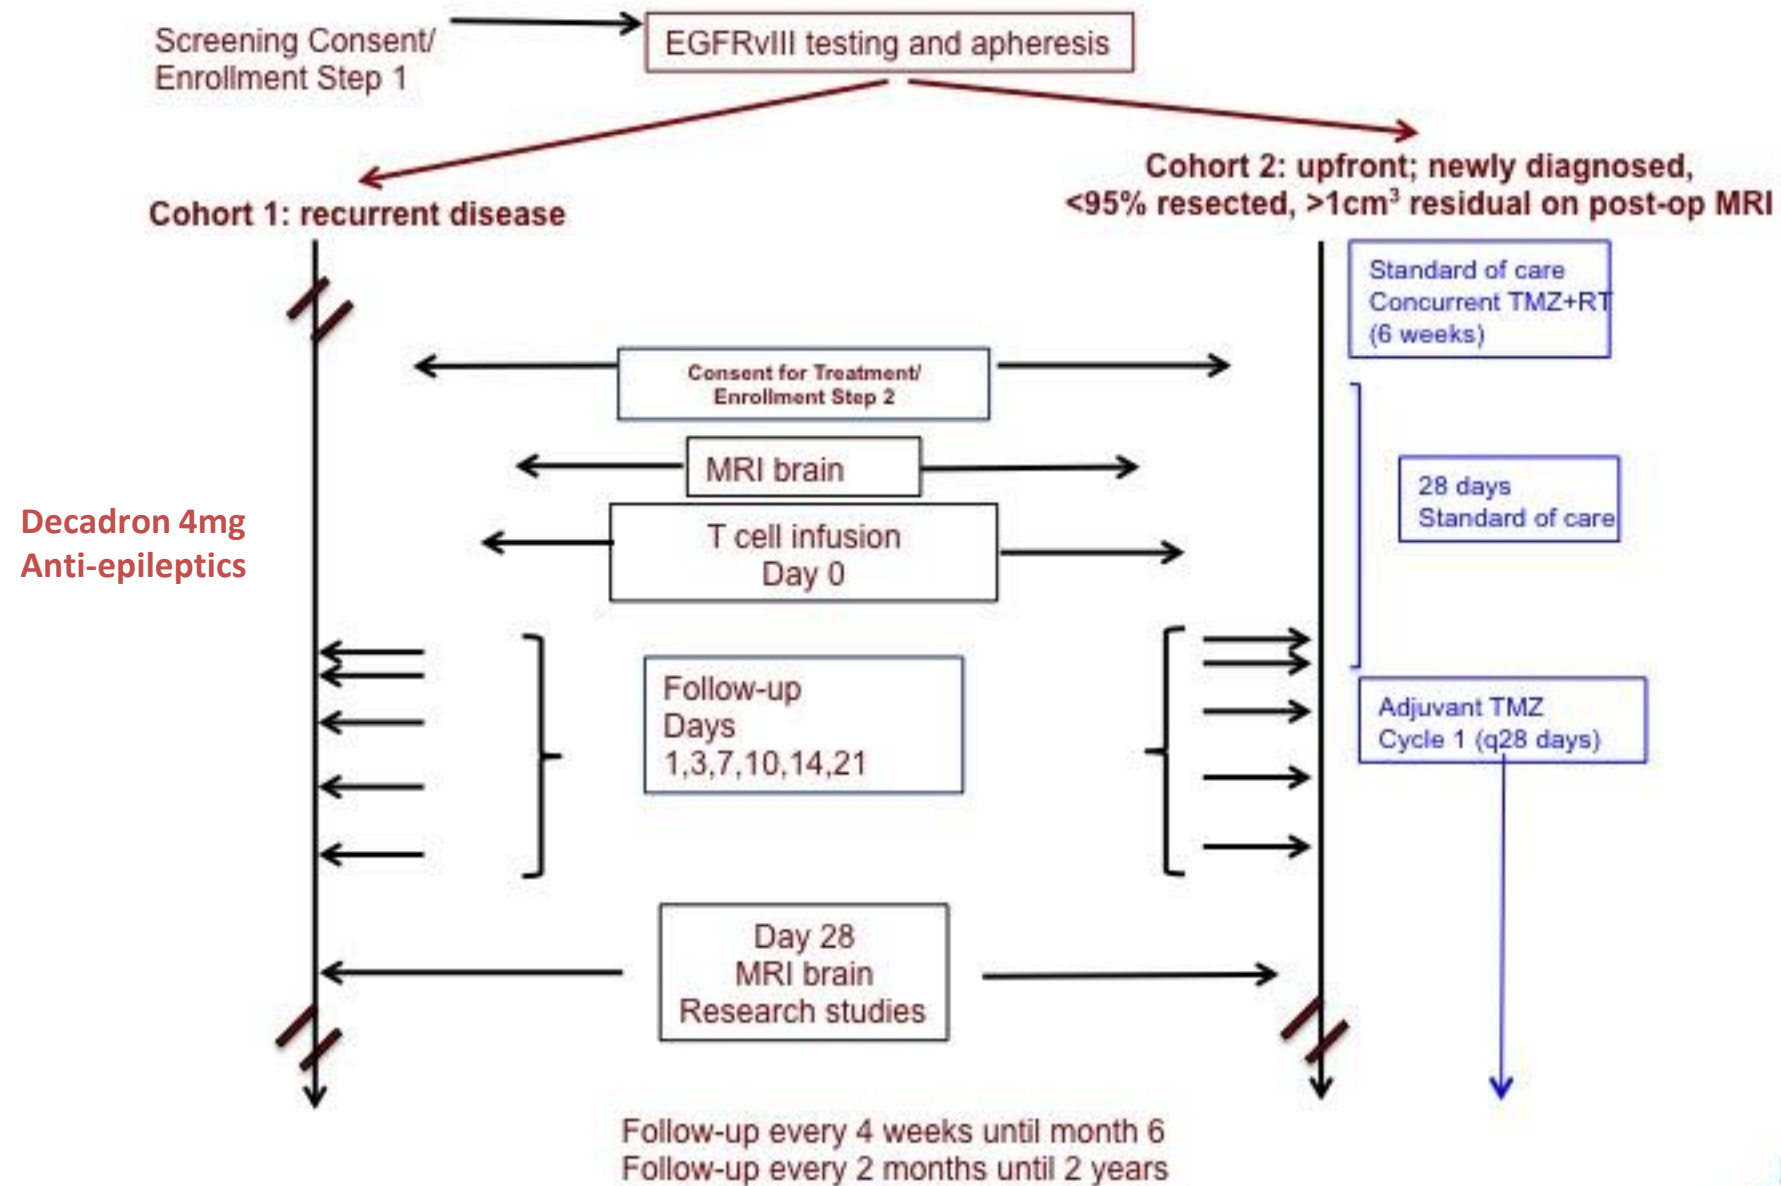 Screening Consent/
Enrollment Step 1
EGFRvIII testing and apheresis
Cohort 1: recurrent disease
Cohort 2: upfront; newly diagnosed,
<95% resected, >1cm³ residual on post-op MRI
Standard of care
Concurrent TMZ+RT
(6 weeks)
Consent for Treatment/
Enrollment Step 2
MRI brain
28 days
Standard of care
Decadron 4mg
Anti-epileptics
T cell infusion
Day 0
Follow-up
Days
1,3,7,10,14,21
Adjuvant TMZ
Cycle 1 (q28 days)
Day 28
MRI brain
Research studies
Follow-up every 4 weeks until month 6
Follow-up every 2 months until 2 years